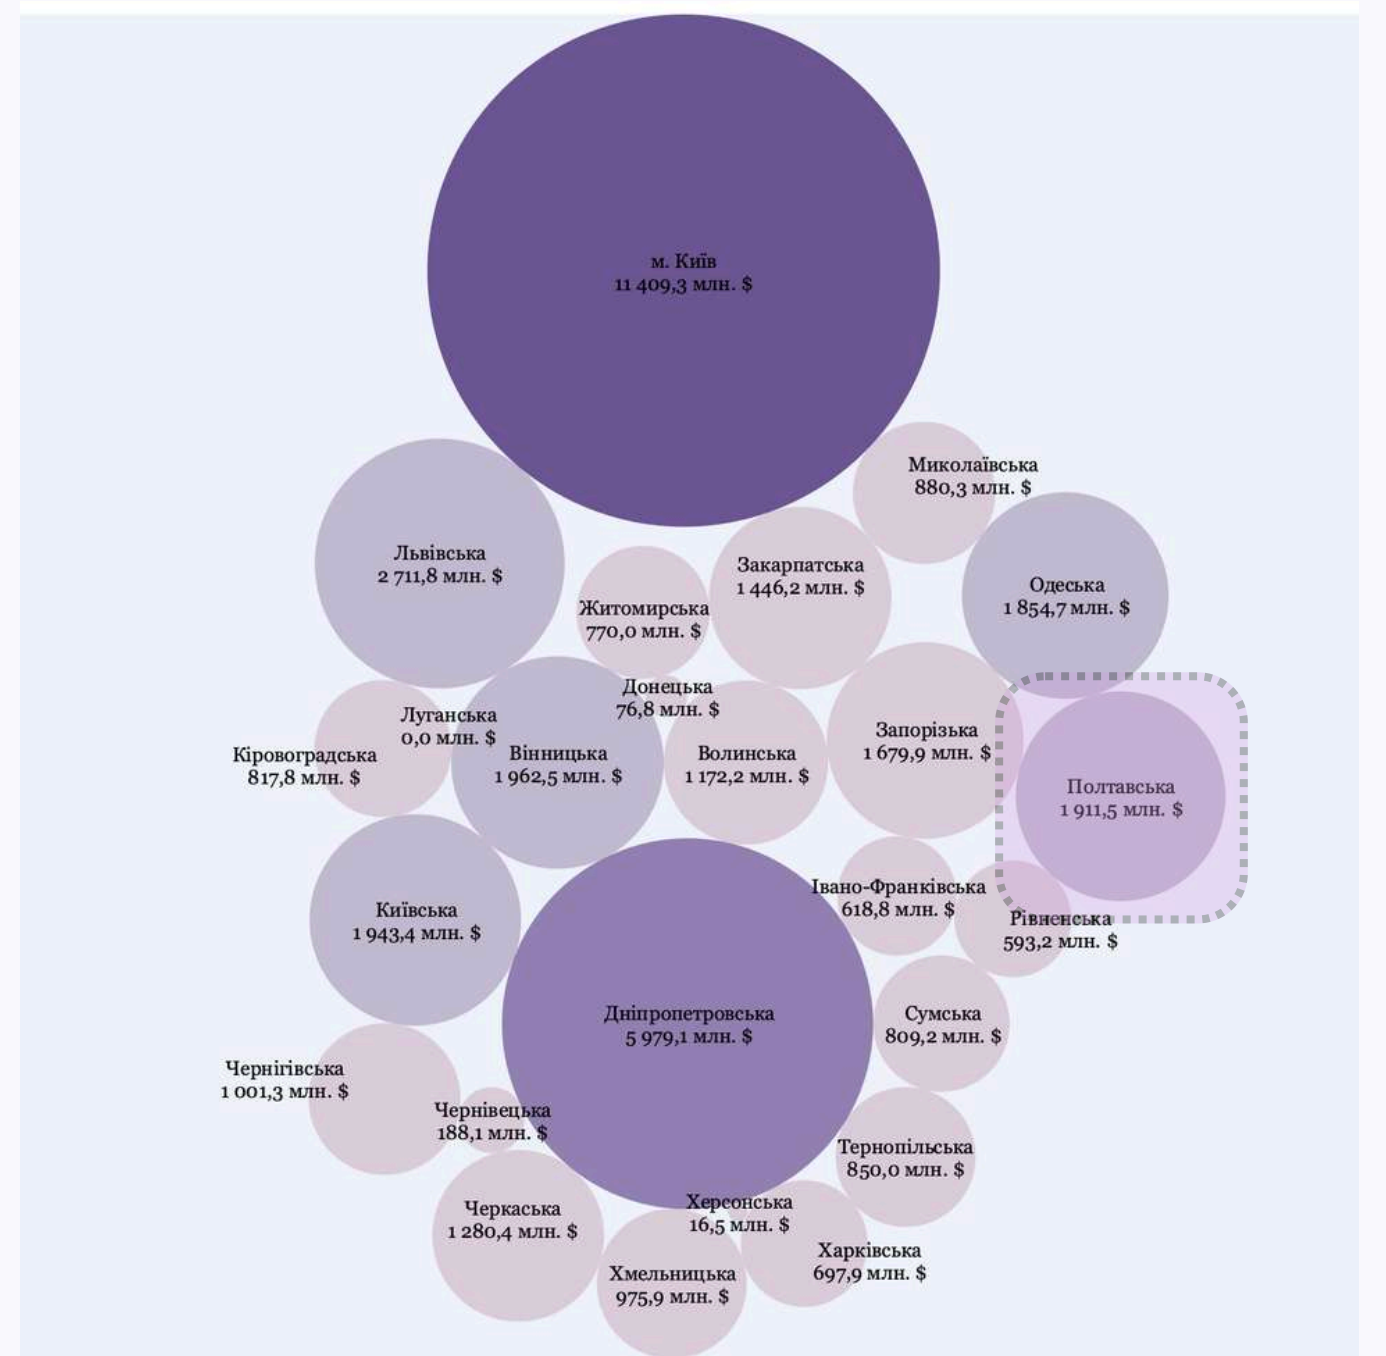 м. Київ
11 409,3 млн. $
Миколаївська
880,3 млн. $
Львівська
2 711,8 млн. $
Закарпатська
1 446,2 млн. $
Одеська
1 854,7 млн. $
Житомирська
770,0 млн. $
Донецька
76,8 млн. $
Луганська
0,0 млн. $
Кіровоградська
817,8 млн. $
Вінницька
1 962,5 млн. $
Волинська
1 172,2 млн. $
Запорізька
1 679,9 млн. $
Полтавська
1 911,5 млн. $
Івано-Франківська
618,8 млн. $
Рівненська
593,2 млн. $
Київська
1 943,4 млн. $
Дніпропетровська
5 979,1 млн. $
Сумська
809,2 млн. $
Чернігівська
1 001,3 млн. $
Чернівецька
188,1 млн. $
Тернопільська
850,0 млн. $
Черкаська
1 280,4 млн. $
Херсонська
16,5 млн. $
Харківська
697,9 млн. $
Хмельницька
975,9 млн. $